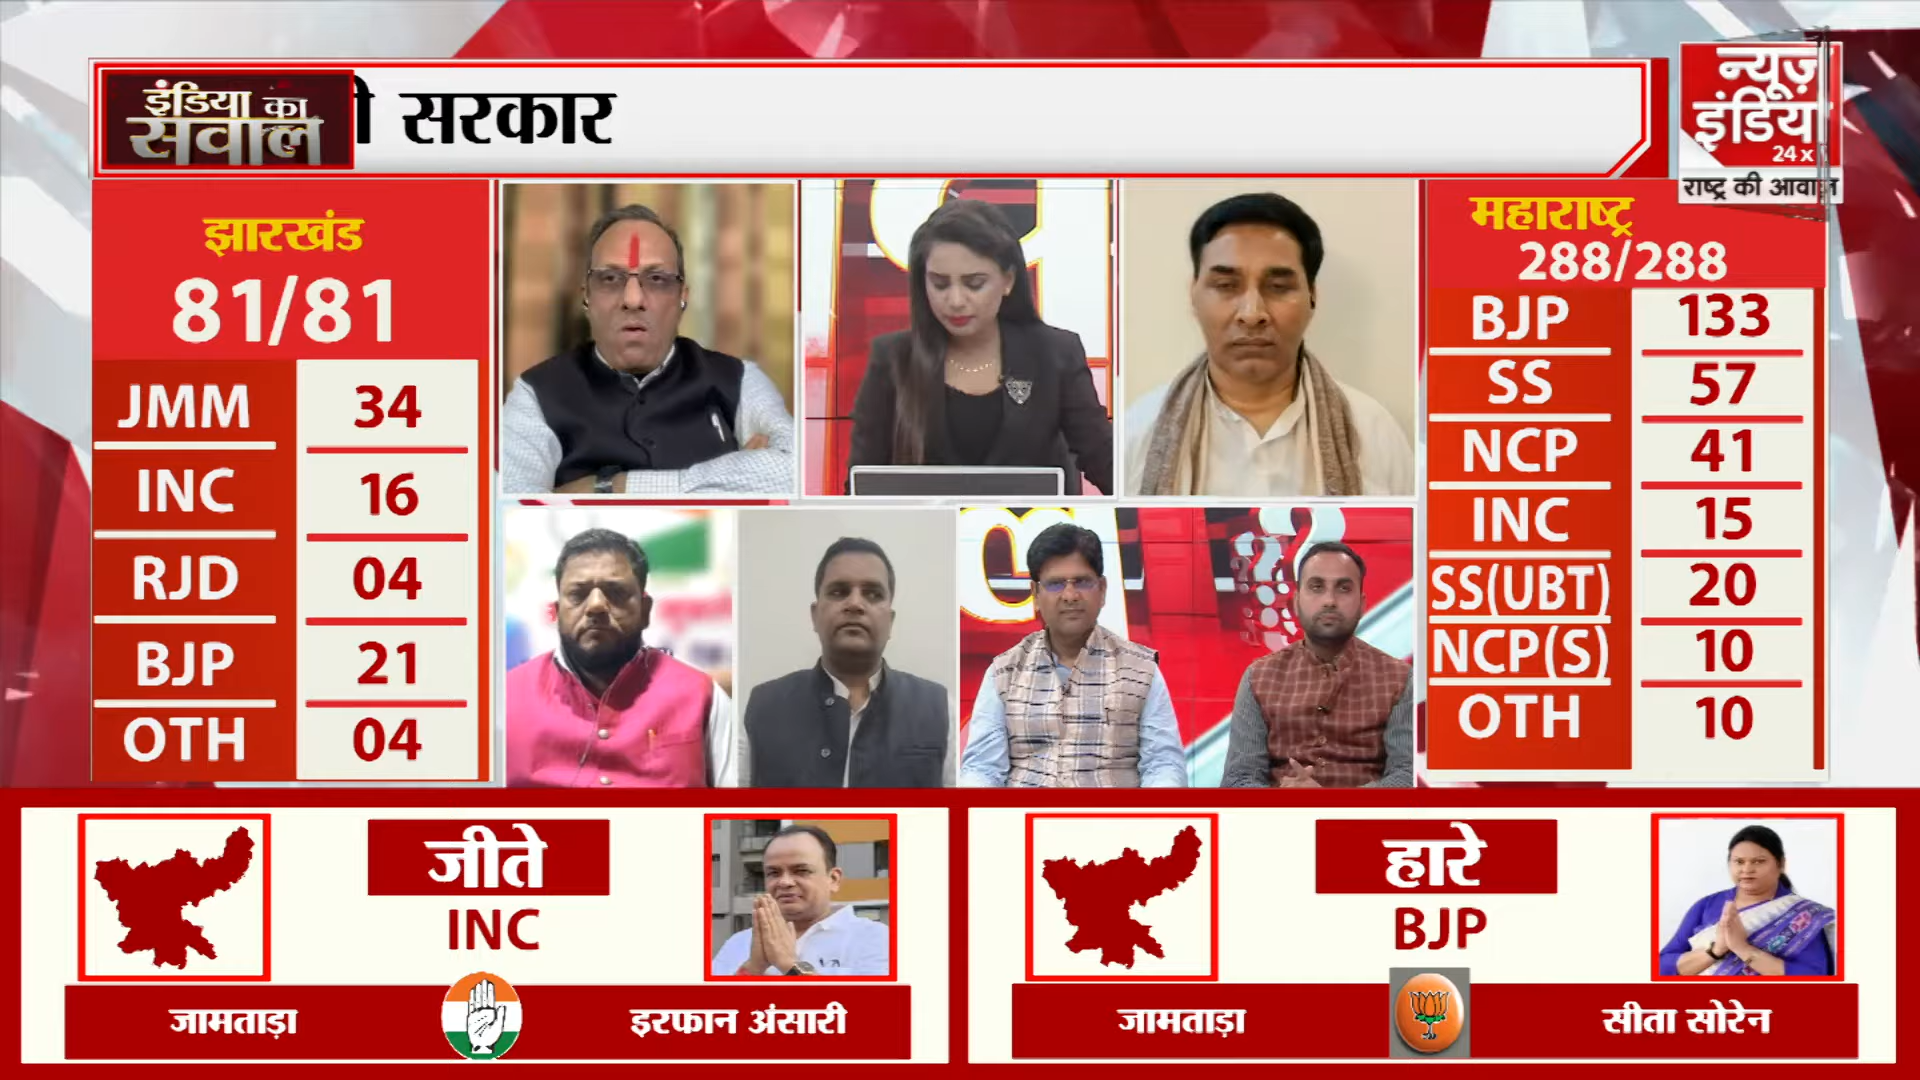 इंडिया का
सवाल
सरकार
न्यूज़
इंडिया
24 x
राष्ट्र की आवाज
झारखंड
81/81
JMM 34
INC 16
RJD 04
BJP 21
OTH 04
महाराष्ट्र
288/288
BJP 133
SS 57
NCP 41
INC 15
SS(UBT) 20
NCP(S) 10
OTH 10
जीते
INC
जामताड़ा
इरफान अंसारी
हारे
BJP
जामताड़ा
सीता सोरेन